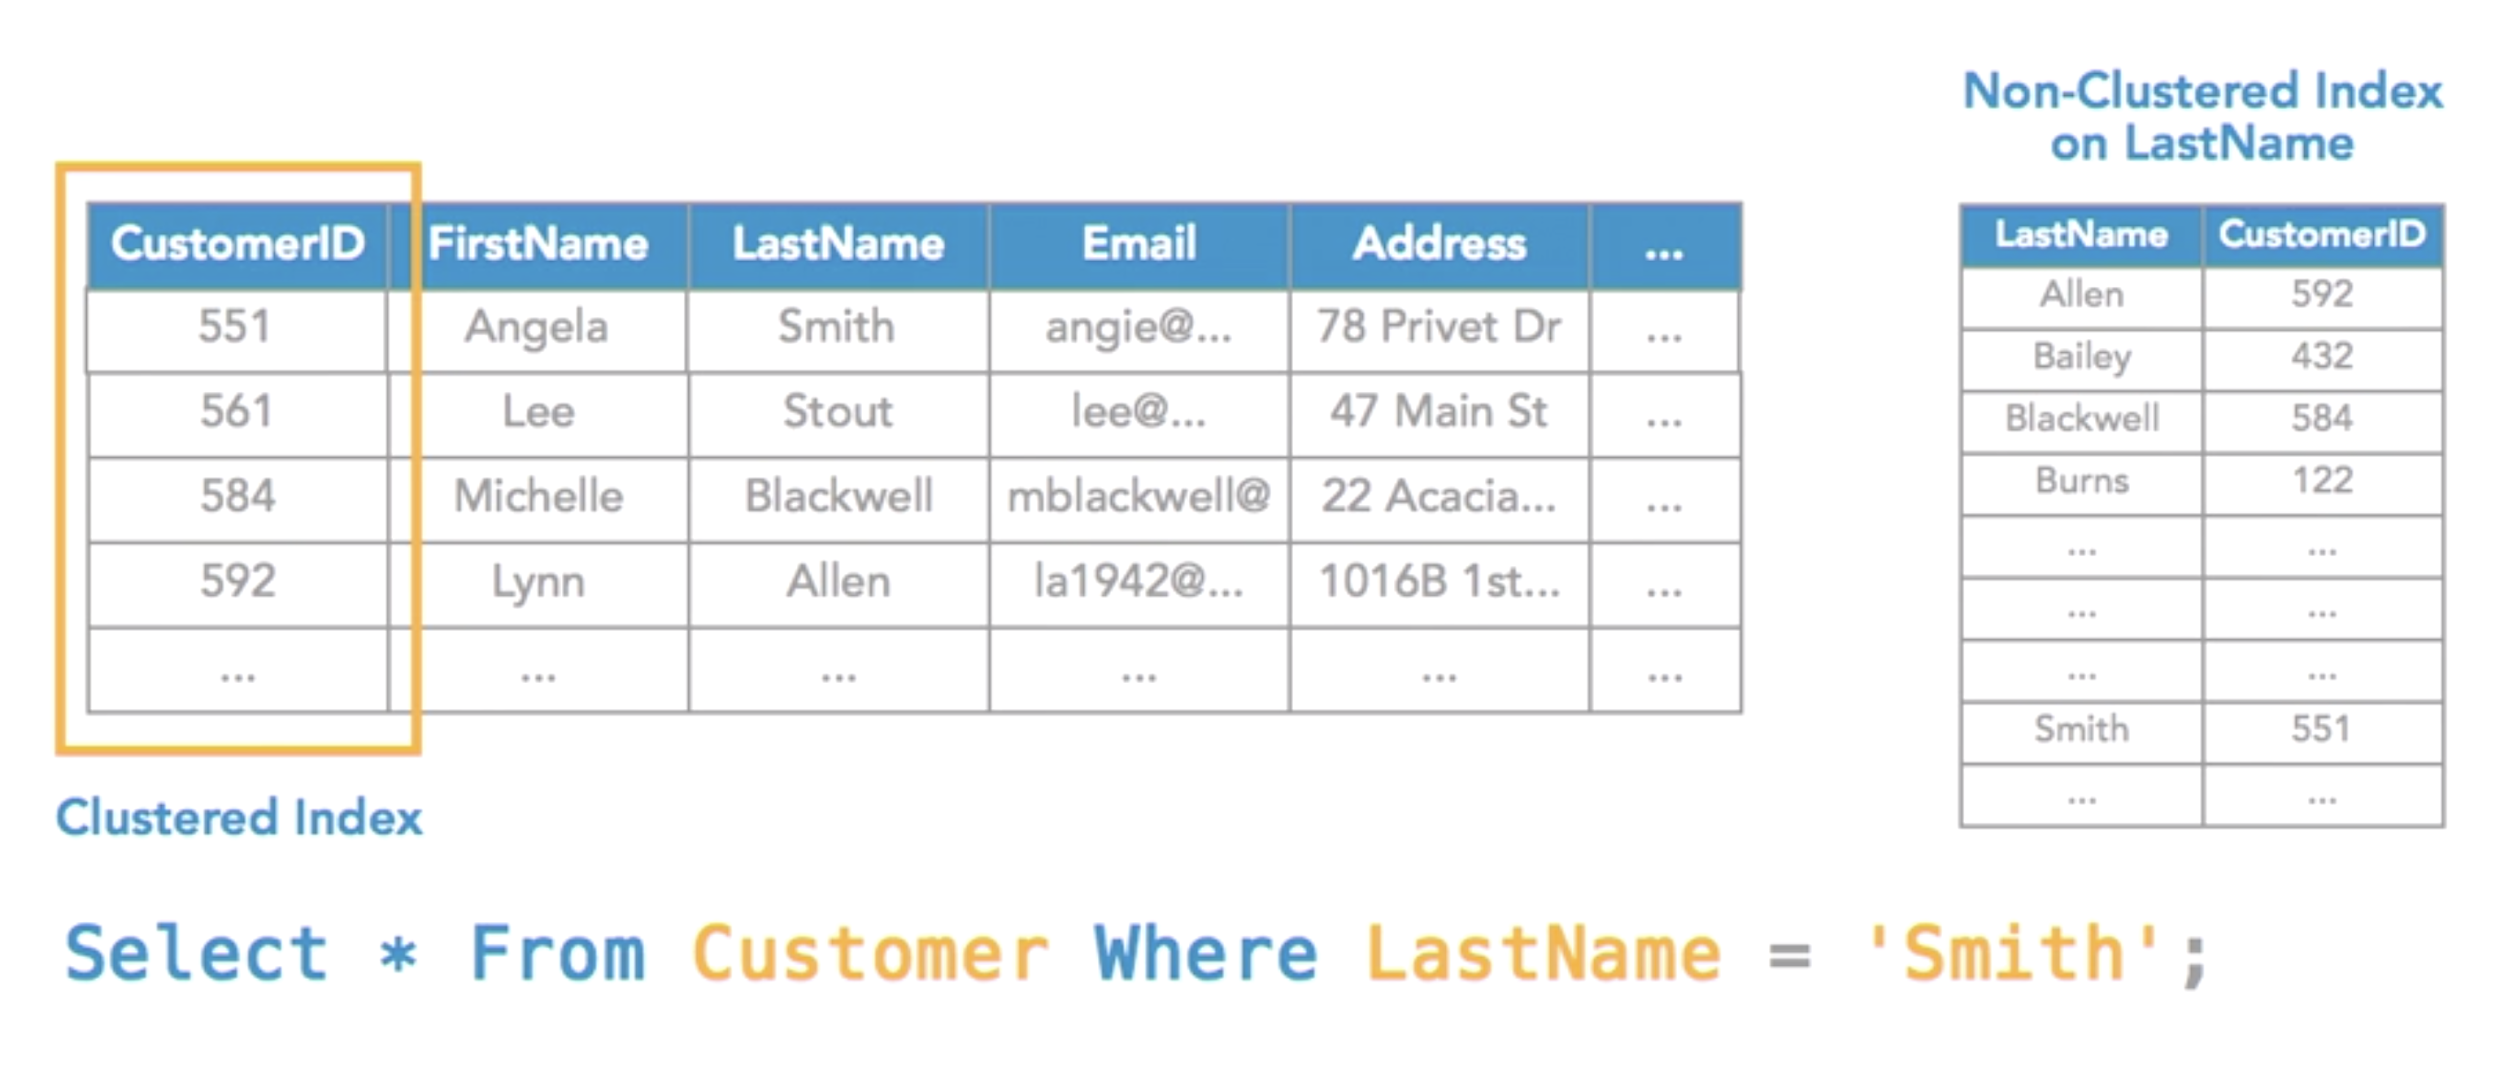 Non-Clustered Index
on LastName
CustomerID FirstName LastName Email Address ...
551 Angela Smith angie@... 78 Privet Dr ...
561 Lee Stout lee@... 47 Main St ...
584 Michelle Blackwell mblackwell@ 22 Acacia... ...
592 Lynn Allen la1942@... 1016B 1st... ...
... ... ... ... ... ...
Clustered Index
LastName CustomerID
Allen 592
Bailey 432
Blackwell 584
Burns 122
... ...
... ...
... ...
Smith 551
... ...
Select * From Customer Where LastName = 'Smith';